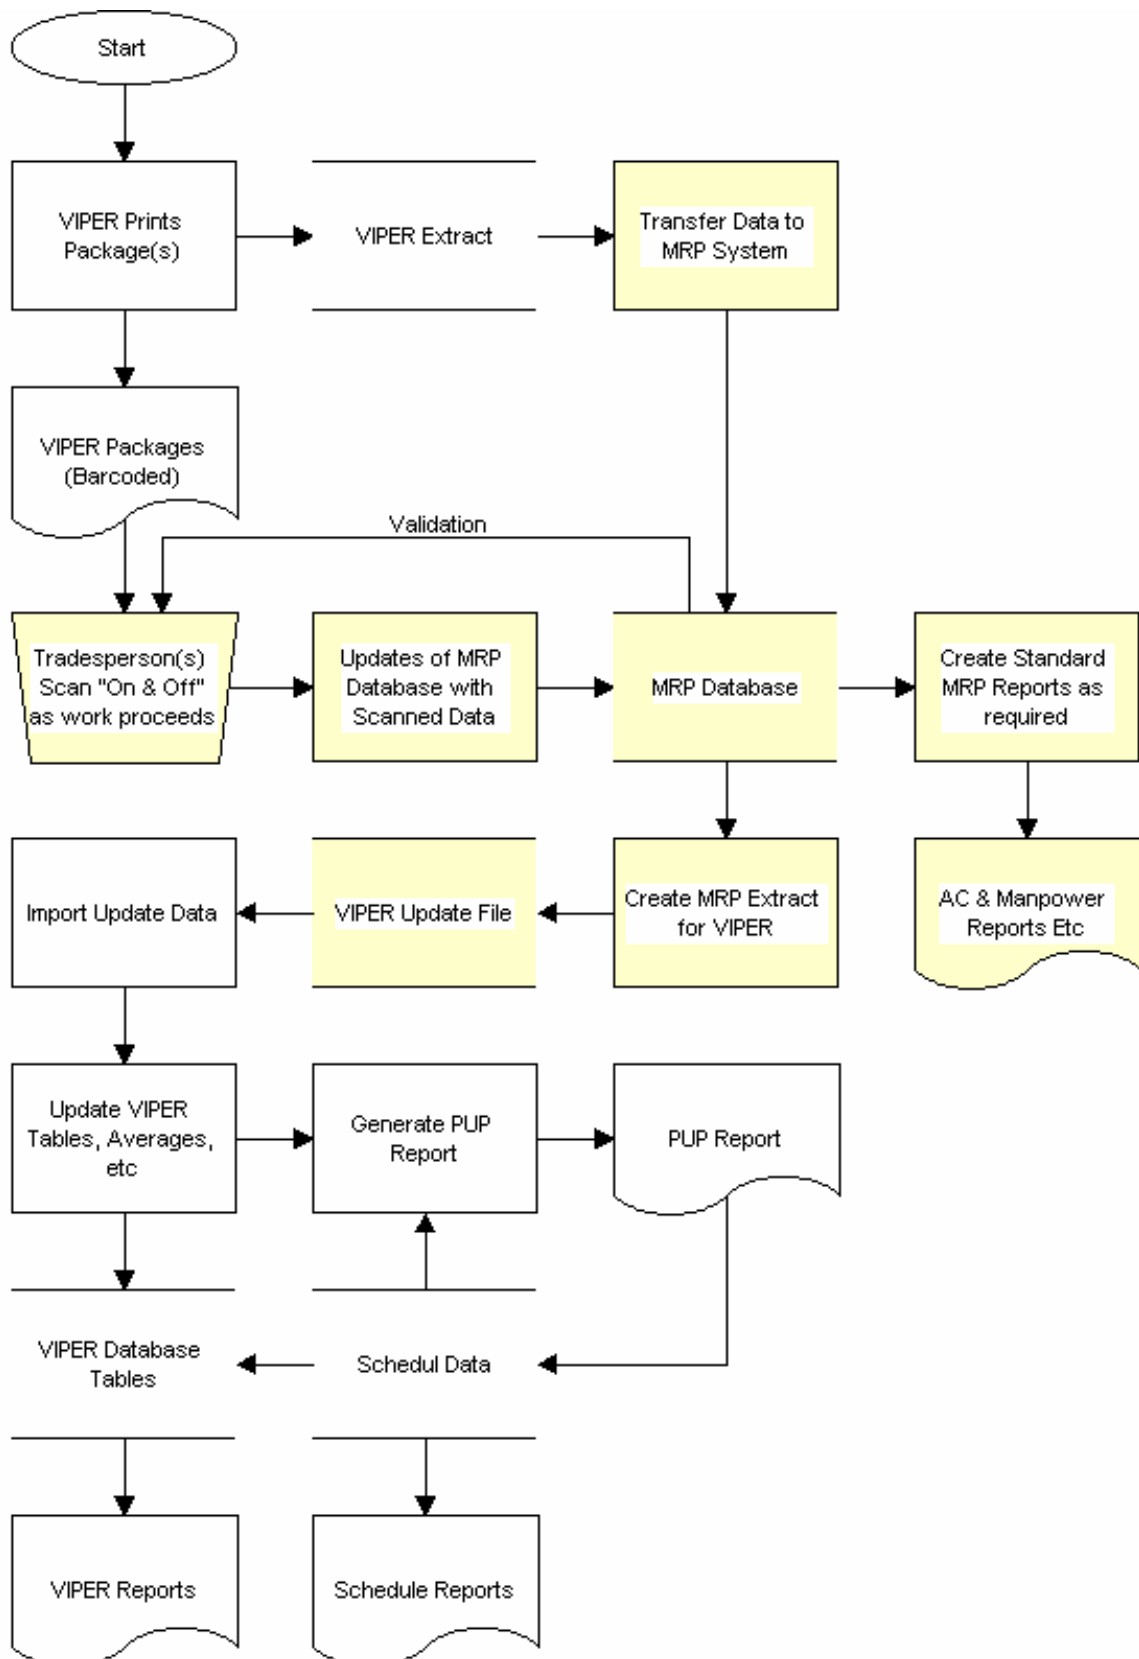 Start
VIPER Prints
Package(s)
VIPER Extract
Transfer Data to
MRP System
VIPER Packages
(Barcoded)
Validation
Tradesperson(s)
Scan "On & Off"
as work proceeds
Updates of MRP
Database with
Scanned Data
MRP Database
Create Standard
MRP Reports as
required
Import Update Data
VIPER Update File
Create MRP Extract
for VIPER
AC & Manpower
Reports Etc
Update VIPER
Tables, Averages,
etc
Generate PUP
Report
PUP Report
VIPER Database
Tables
Schedul Data
VIPER Reports
Schedule Reports